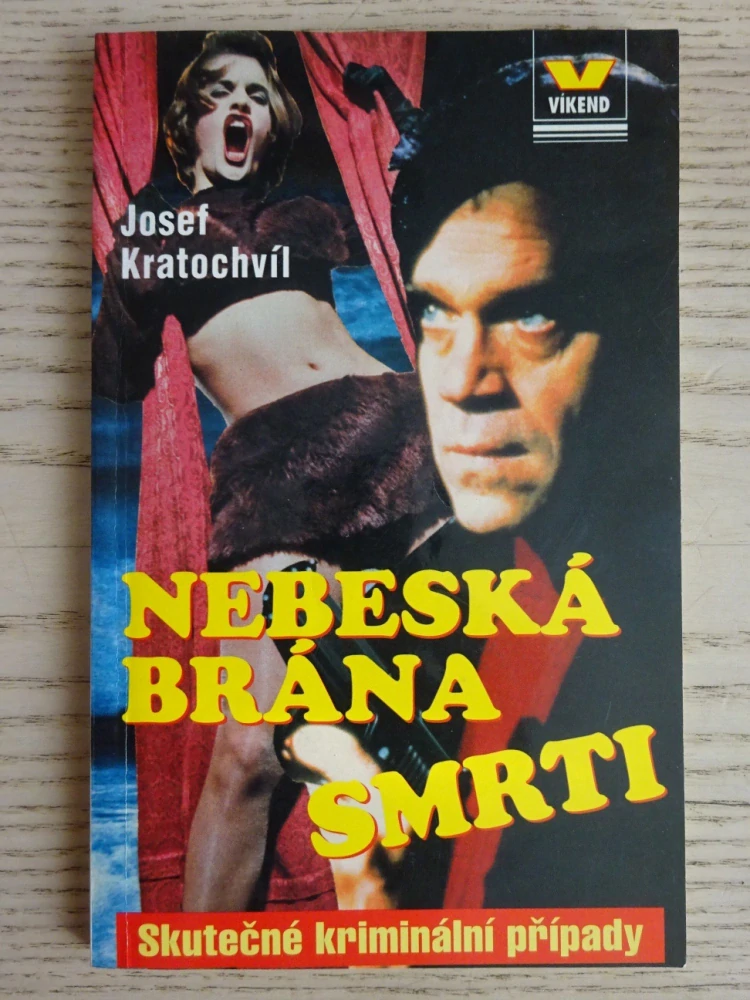 VÍKEND
Josef
Kratochvíl
NEBESKÁ
BRÁNA
SMRTI
Skutečné kriminální případy